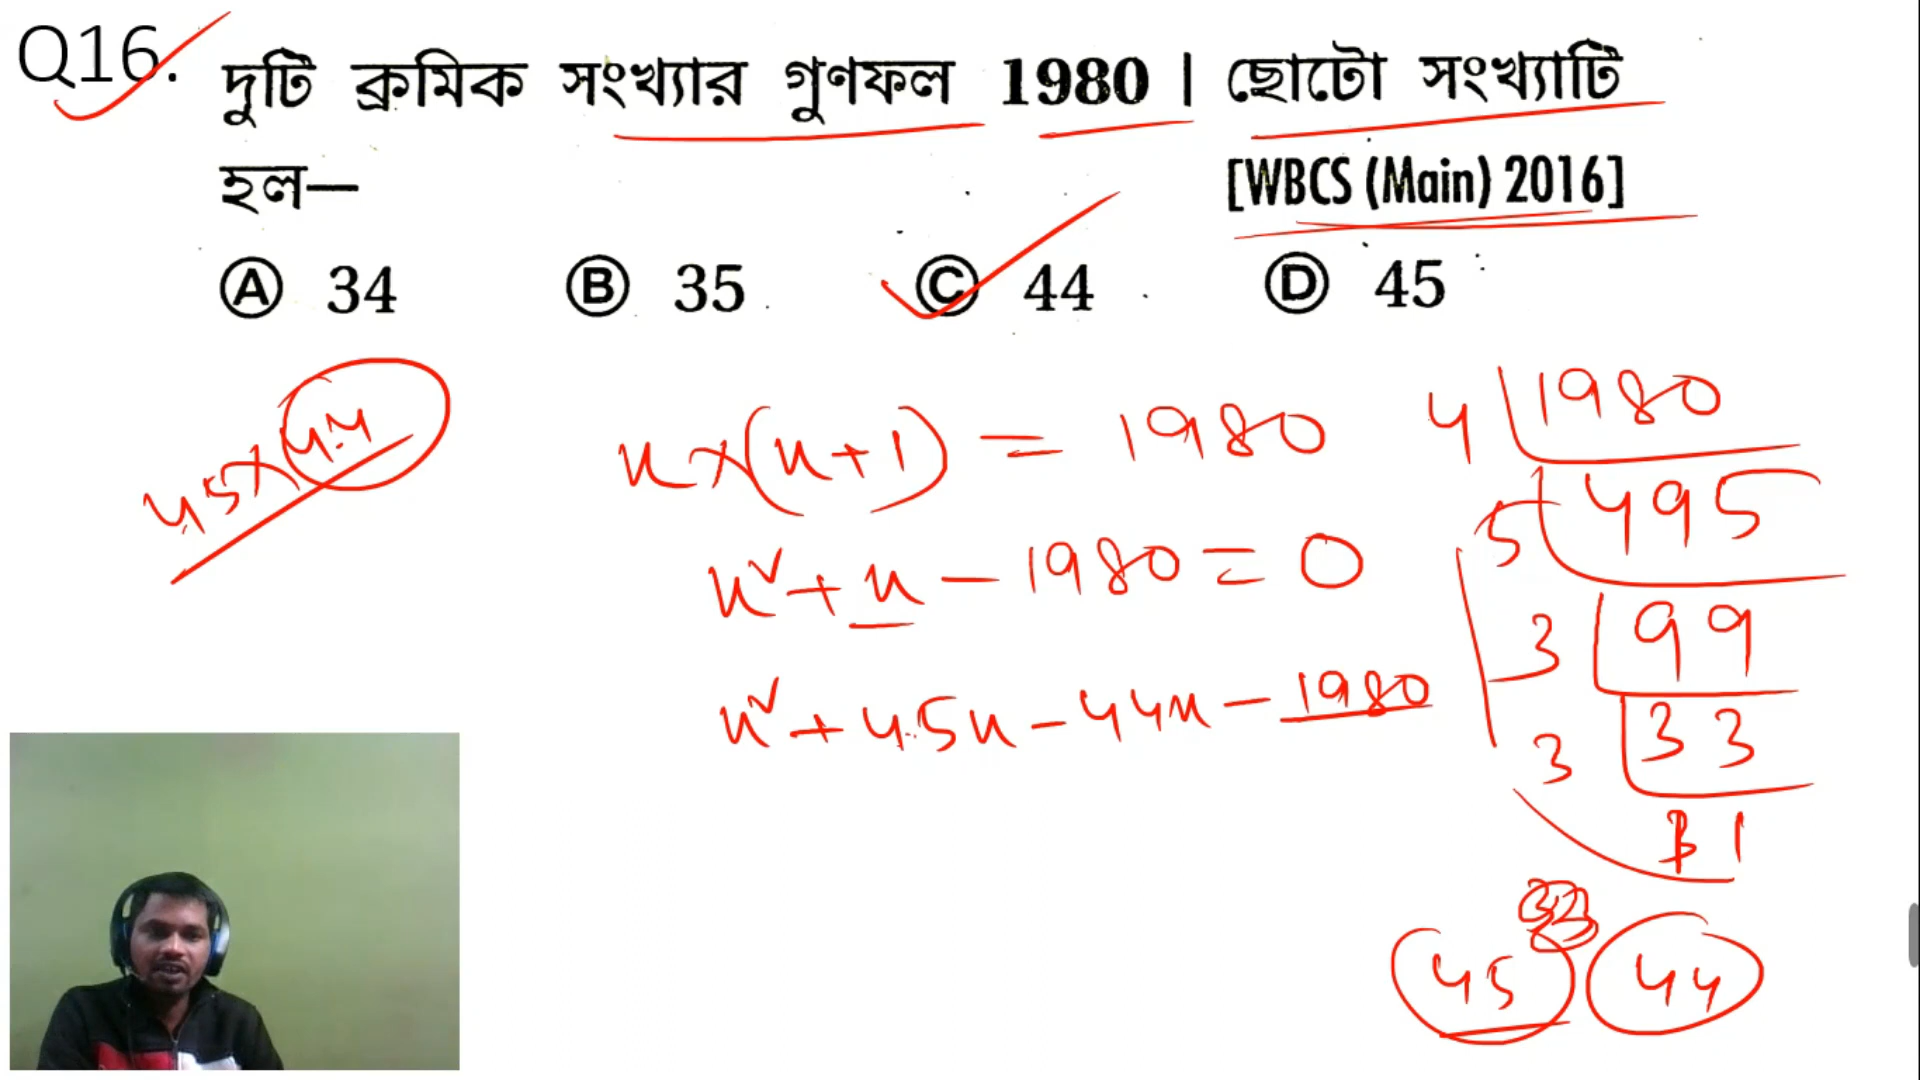 Q16.
দুটি ক্রমিক সংখ্যার গুণফল 1980 । ছোটো সংখ্যাটি
হল—
[WBCS (Main) 2016]
Ⓐ 34 Ⓑ 35 Ⓒ 44 Ⓓ 45
45×44
x×(x+1) = 1980
x²+x-1980=0
x²+45x-44x-1980
4 1980
5 495
3 99
3 33
11
45 44